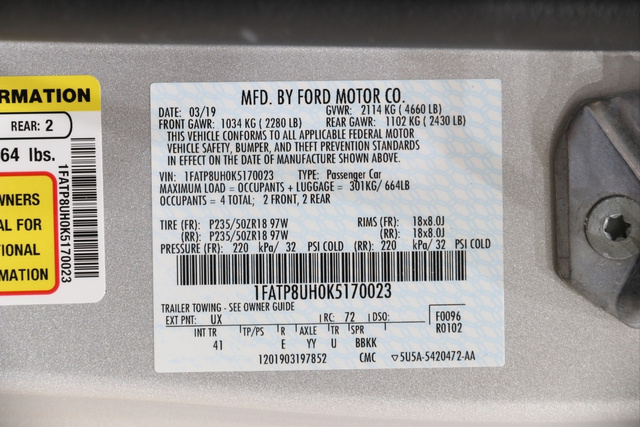 RMATION
REAR: 2
64 lbs.
WNERS
AL FOR
TIONAL
RMATION
1FATP8UH0K5170023
MFD. BY FORD MOTOR CO.
DATE: 03/19 GVWR: 2114 KG ( 4660 LB)
FRONT GAWR: 1034 KG ( 2280 LB) REAR GAWR: 1102 KG ( 2430 LB)
THIS VEHICLE CONFORMS TO ALL APPLICABLE FEDERAL MOTOR
VEHICLE SAFETY, BUMPER, AND THEFT PREVENTION STANDARDS
IN EFFECT ON THE DATE OF MANUFACTURE SHOWN ABOVE.
VIN: 1FATP8UH0K5170023 TYPE: Passenger Car
MAXIMUM LOAD = OCCUPANTS + LUGGAGE = 301KG/ 664LB
OCCUPANTS = 4 TOTAL; 2 FRONT, 2 REAR
TIRE (FR): P235/50ZR18 97W RIMS (FR): 18x8.0J
(RR): P235/50ZR18 97W (RR): 18x8.0J
PRESSURE (FR): 220 kPa/ 32 PSI COLD (RR): 220 kPa/ 32 PSI COLD
1FATP8UH0K5170023
TRAILER TOWING - SEE OWNER GUIDE
EXT PNT: UX RC: 72 DSO: F0096
INT TR TP/PS R AXLE TR SPR R0102
41 E YY U BBKK
1201903197852 CMC ▽5U5A-5420472-AA